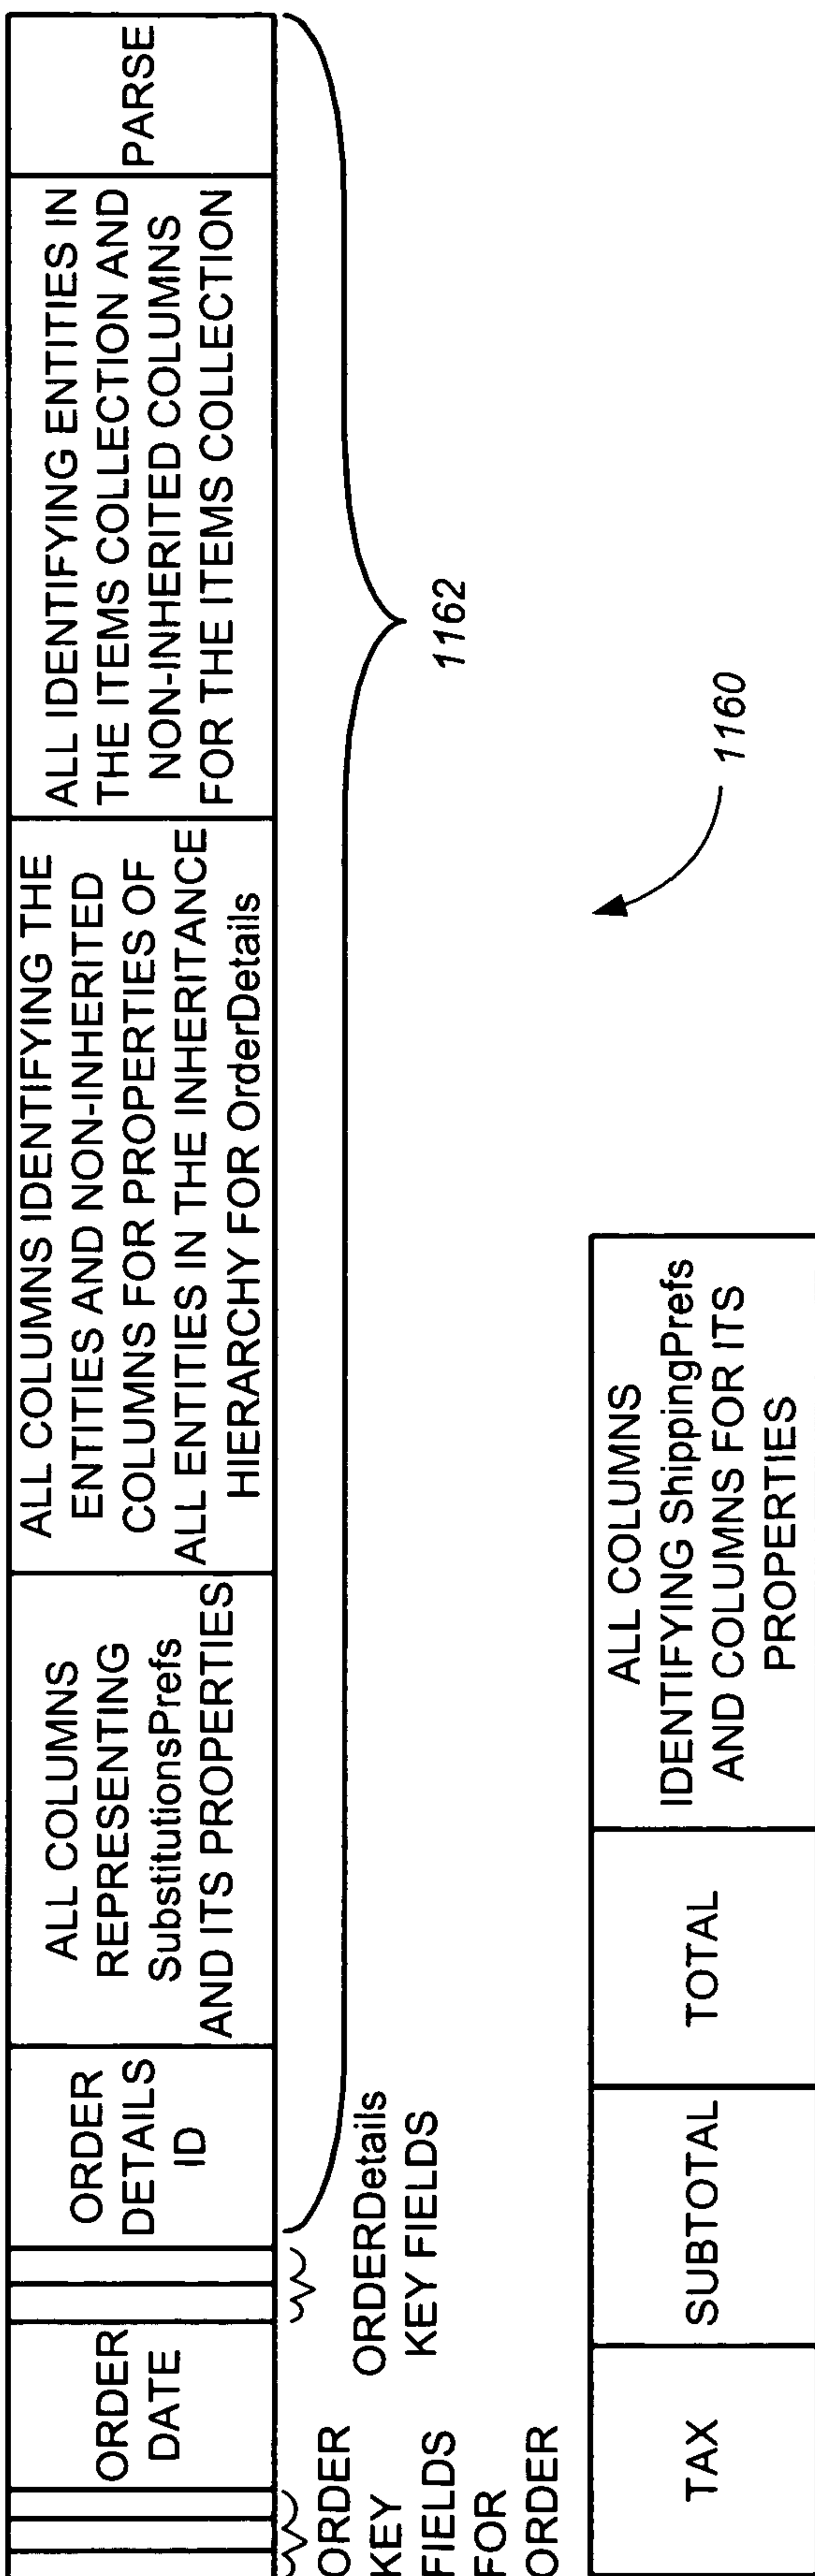 ORDER
DATE
ORDER
DETAILS
ID
ALL COLUMNS
REPRESENTING
SubstitutionsPrefs
AND ITS PROPERTIES
ALL COLUMNS IDENTIFYING THE
ENTITIES AND NON-INHERITED
COLUMNS FOR PROPERTIES OF
ALL ENTITIES IN THE INHERITANCE
HIERARCHY FOR OrderDetails
ALL IDENTIFYING ENTITIES IN
THE ITEMS COLLECTION AND
NON-INHERITED COLUMNS
FOR THE ITEMS COLLECTION
PARSE
ORDER
KEY
FIELDS
FOR
ORDER
ORDERDetails
KEY FIELDS
1162
TAX
SUBTOTAL
TOTAL
ALL COLUMNS
IDENTIFYING ShippingPrefs
AND COLUMNS FOR ITS
PROPERTIES
1160